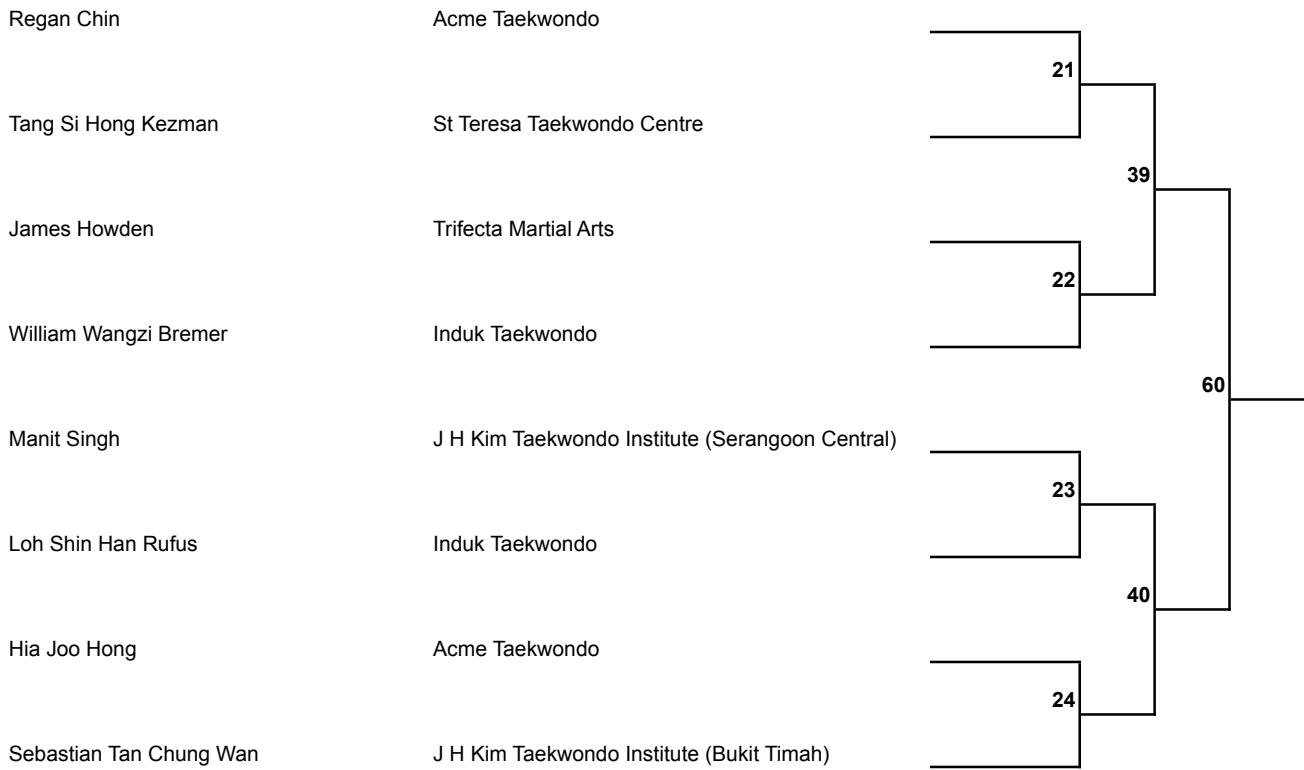 Regan Chin Acme Taekwondo
21
Tang Si Hong Kezman St Teresa Taekwondo Centre
39
James Howden Trifecta Martial Arts
22
William Wangzi Bremer Induk Taekwondo
60
Manit Singh J H Kim Taekwondo Institute (Serangoon Central)
23
Loh Shin Han Rufus Induk Taekwondo
40
Hia Joo Hong Acme Taekwondo
24
Sebastian Tan Chung Wan J H Kim Taekwondo Institute (Bukit Timah)